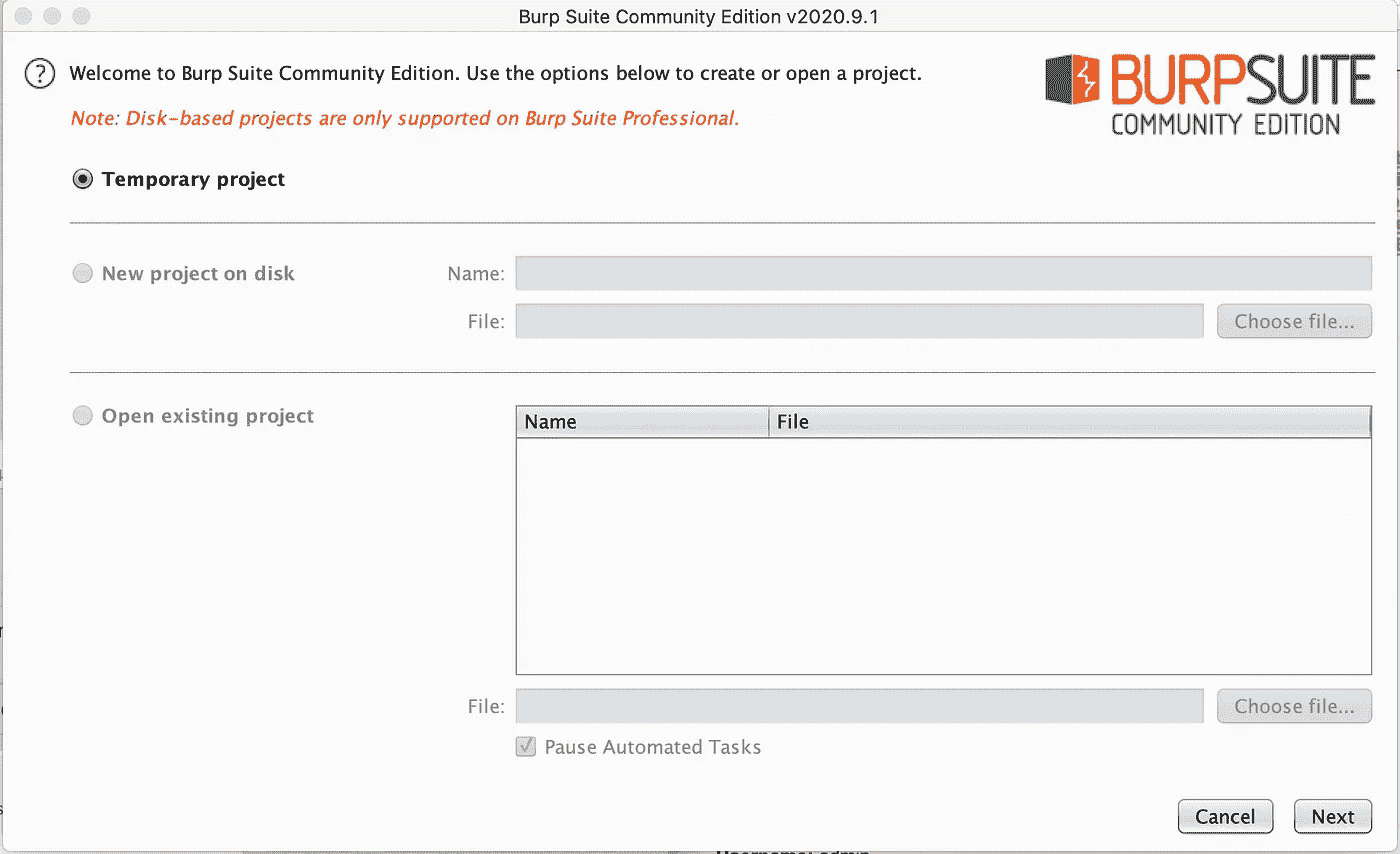 Burp Suite Community Edition v2020.9.1
? Welcome to Burp Suite Community Edition. Use the options below to create or open a project.
BURPSUITE
COMMUNITY EDITION
Note: Disk-based projects are only supported on Burp Suite Professional.
Temporary project
New project on disk Name:
File: Choose file...
Open existing project Name File
File: Choose file...
Pause Automated Tasks
Cancel Next